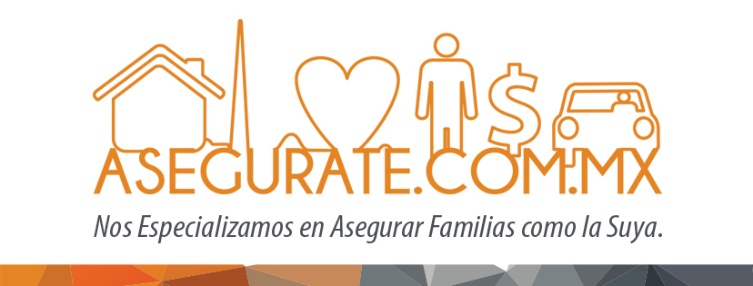 ASEGURATE.COM.MX
Nos Especializamos en Asegurar Familias como la Suya.